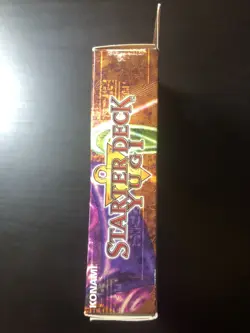 STARTER DECK
YUGI
KONAMI